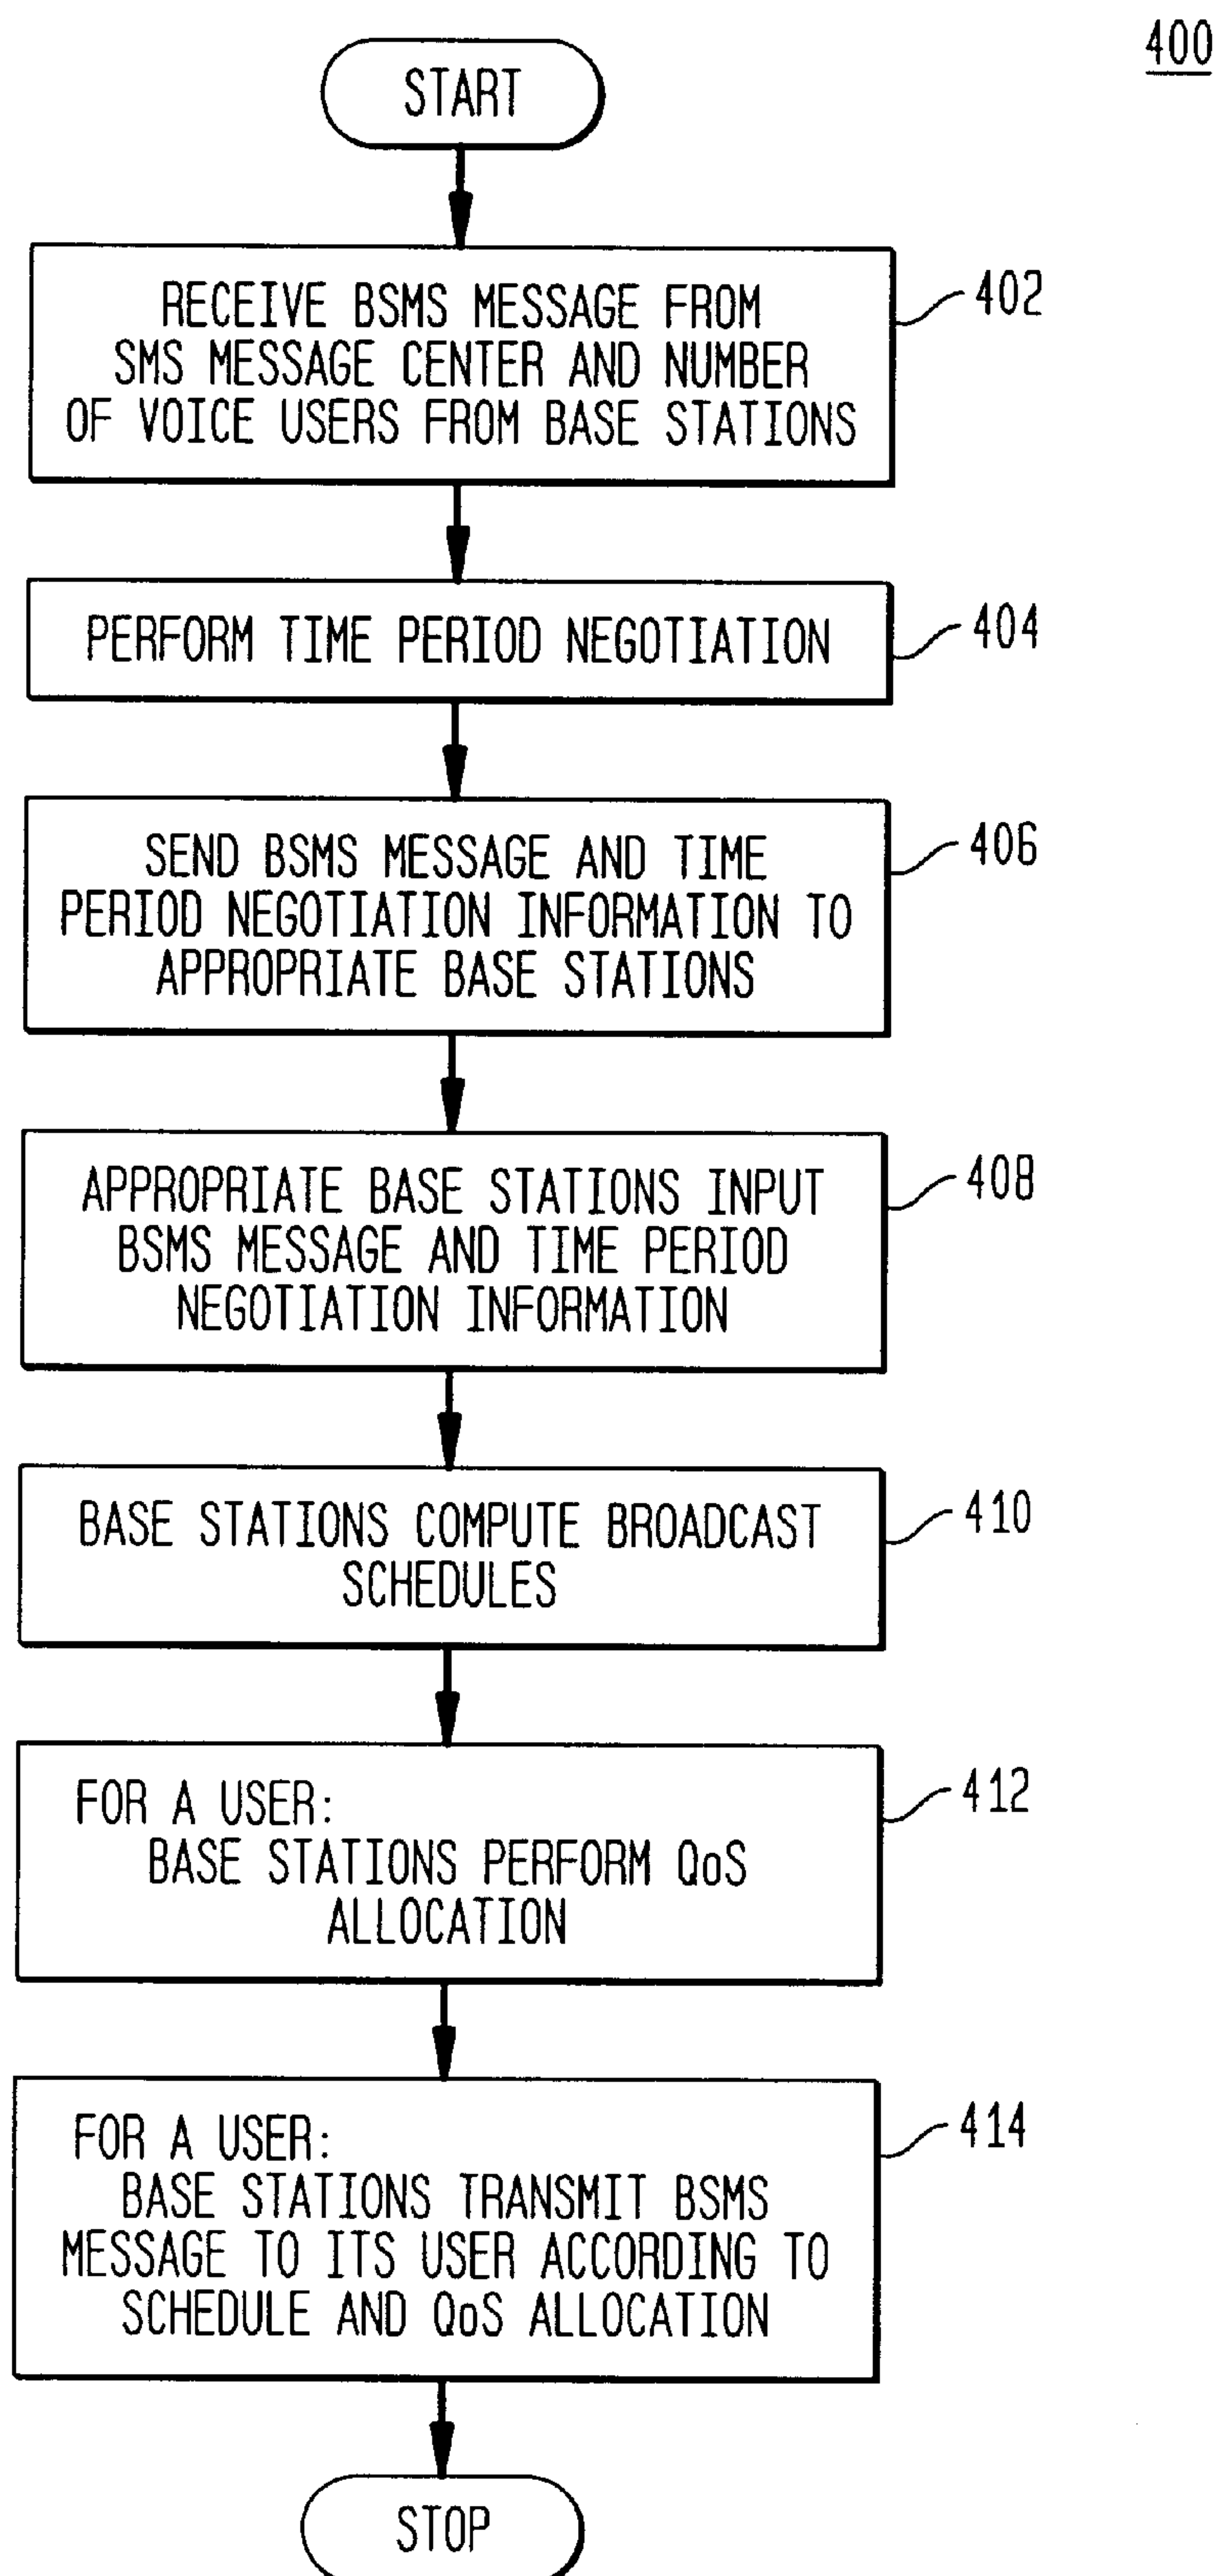 400
START
RECEIVE BSMS MESSAGE FROM
SMS MESSAGE CENTER AND NUMBER
OF VOICE USERS FROM BASE STATIONS
402
PERFORM TIME PERIOD NEGOTIATION
404
SEND BSMS MESSAGE AND TIME
PERIOD NEGOTIATION INFORMATION TO
APPROPRIATE BASE STATIONS
406
APPROPRIATE BASE STATIONS INPUT
BSMS MESSAGE AND TIME PERIOD
NEGOTIATION INFORMATION
408
BASE STATIONS COMPUTE BROADCAST
SCHEDULES
410
FOR A USER:
BASE STATIONS PERFORM QoS
ALLOCATION
412
FOR A USER:
BASE STATIONS TRANSMIT BSMS
MESSAGE TO ITS USER ACCORDING TO
SCHEDULE AND QoS ALLOCATION
414
STOP